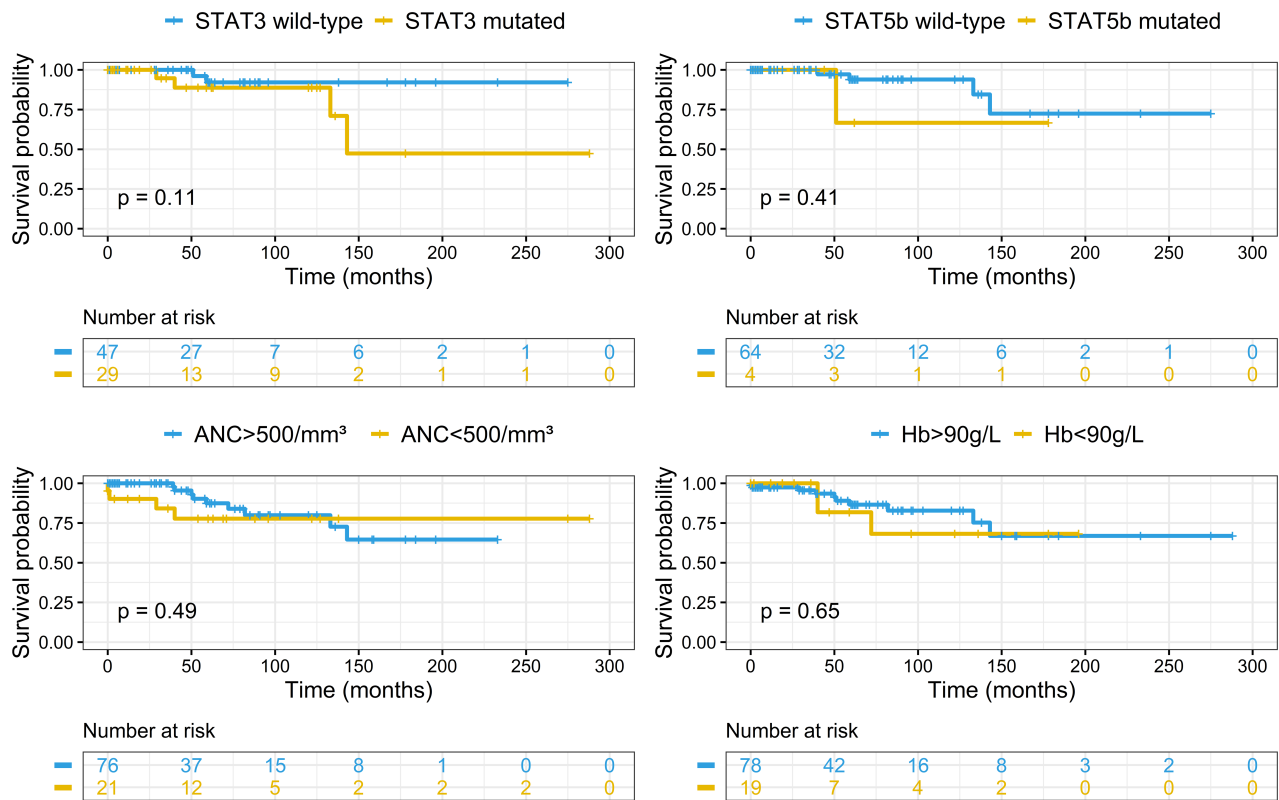 STAT3 wild-type STAT3 mutated
Survival probability
1.00
0.75
0.50
0.25
0.00
p = 0.11
0 50 100 150 200 250 300
Time (months)
Number at risk
47 27 7 6 2 1 0
29 13 9 2 1 1 0
STAT5b wild-type STAT5b mutated
Survival probability
1.00
0.75
0.50
0.25
0.00
p = 0.41
0 50 100 150 200 250 300
Time (months)
Number at risk
64 32 12 6 2 1 0
4 3 1 1 0 0 0
ANC>500/mm³ ANC<500/mm³
Survival probability
1.00
0.75
0.50
0.25
0.00
p = 0.49
0 50 100 150 200 250 300
Time (months)
Number at risk
76 37 15 8 1 0 0
21 12 5 2 2 2 0
Hb>90g/L Hb<90g/L
Survival probability
1.00
0.75
0.50
0.25
0.00
p = 0.65
0 50 100 150 200 250 300
Time (months)
Number at risk
78 42 16 8 3 2 0
19 7 4 2 0 0 0